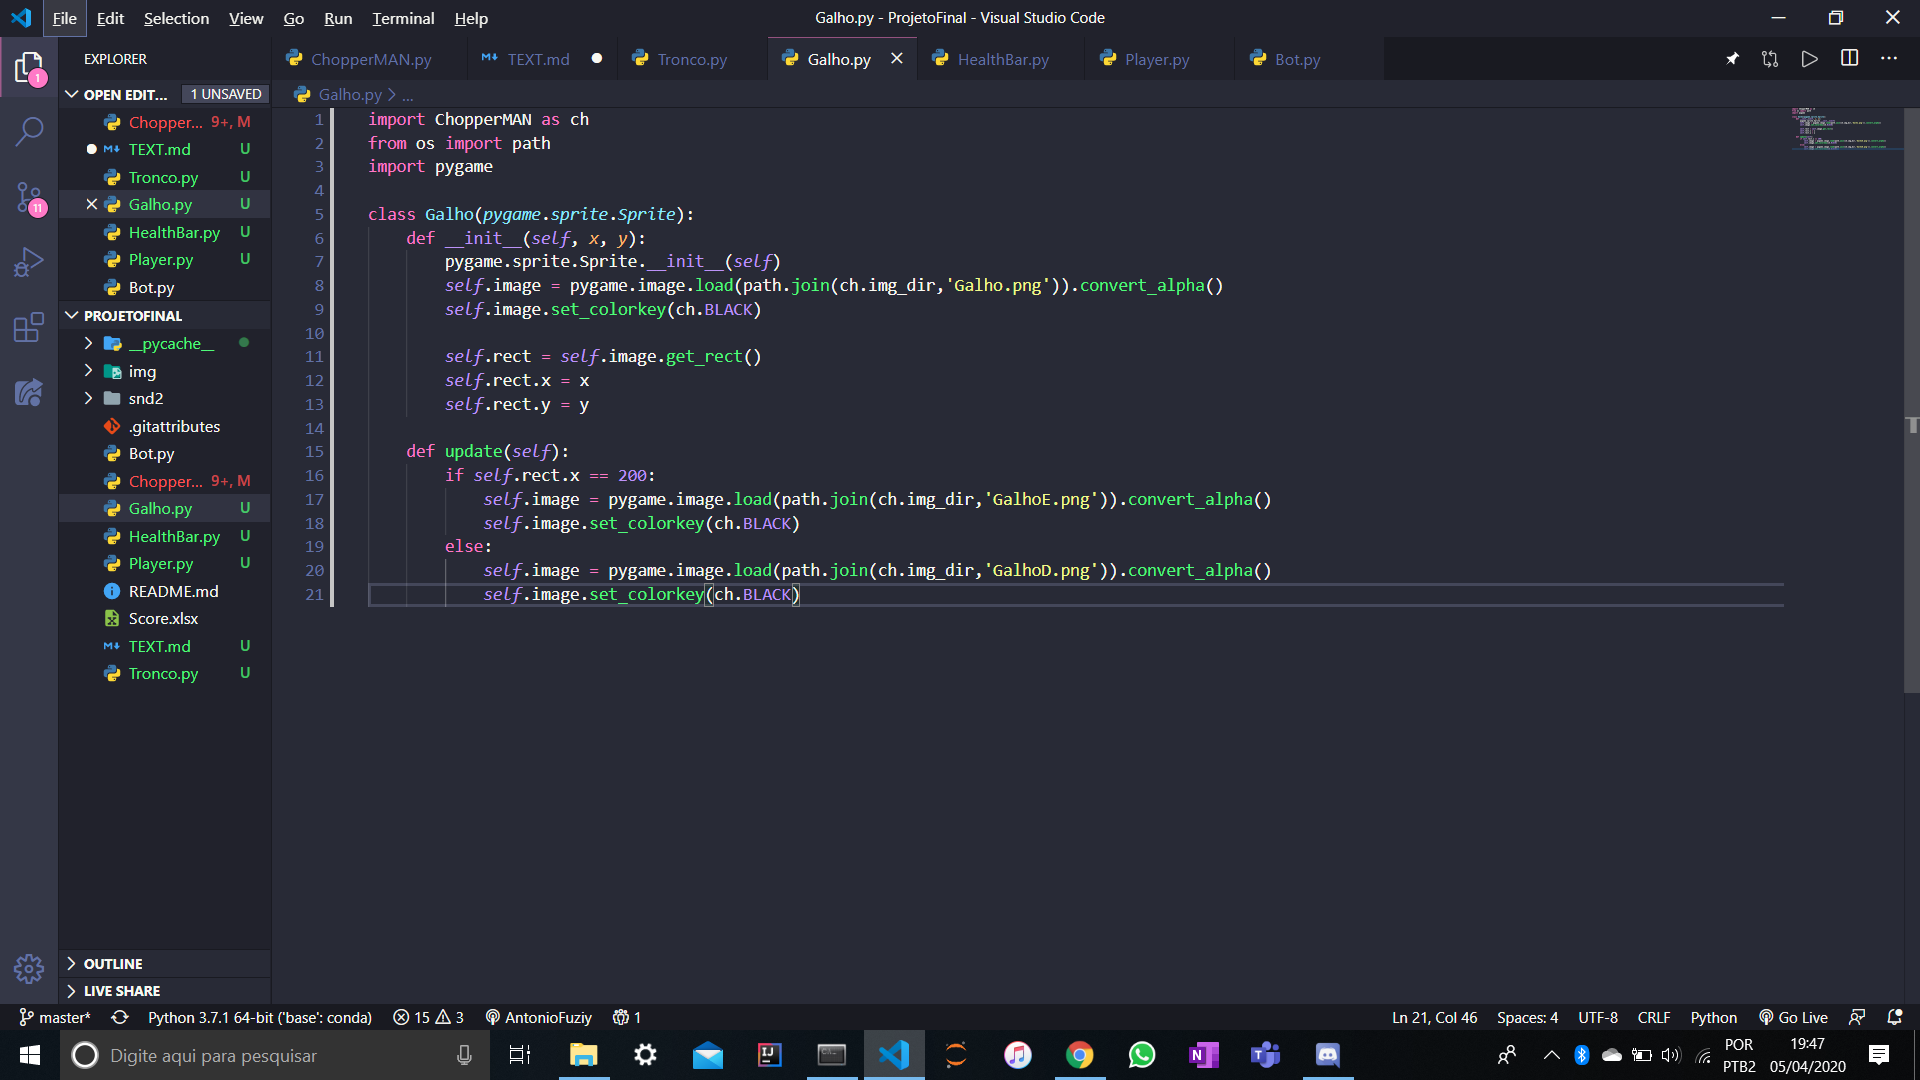 File Edit Selection View Go Run Terminal Help
Galho.py - ProjetoFinal - Visual Studio Code
1
EXPLORER
ChopperMAN.py
TEXT.md
Tronco.py
Galho.py
HealthBar.py
Player.py
Bot.py
OPEN EDIT... 1 UNSAVED
Chopper... 9+, M
TEXT.md U
Tronco.py U
Galho.py U
HealthBar.py U
Player.py U
Bot.py
11
PROJETOFINAL
__pycache__
img
snd2
.gitattributes
Bot.py
Chopper... 9+, M
Galho.py U
HealthBar.py U
Player.py U
README.md
Score.xlsx
TEXT.md U
Tronco.py U
OUTLINE
LIVE SHARE
Galho.py > ...
1 import ChopperMAN as ch
2 from os import path
3 import pygame
4
5 class Galho(pygame.sprite.Sprite):
6     def __init__(self, x, y):
7         pygame.sprite.Sprite.__init__(self)
8         self.image = pygame.image.load(path.join(ch.img_dir,'Galho.png')).convert_alpha()
9         self.image.set_colorkey(ch.BLACK)
10
11         self.rect = self.image.get_rect()
12         self.rect.x = x
13         self.rect.y = y
14
15     def update(self):
16         if self.rect.x == 200:
17             self.image = pygame.image.load(path.join(ch.img_dir,'GalhoE.png')).convert_alpha()
18             self.image.set_colorkey(ch.BLACK)
19         else:
20             self.image = pygame.image.load(path.join(ch.img_dir,'GalhoD.png')).convert_alpha()
21             self.image.set_colorkey(ch.BLACK)
master* Python 3.7.1 64-bit ('base': conda) 15 3 AntonioFuziy 1
Ln 21, Col 46 Spaces: 4 UTF-8 CRLF Python Go Live
Digite aqui para pesquisar
POR
PTB2
19:47
05/04/2020